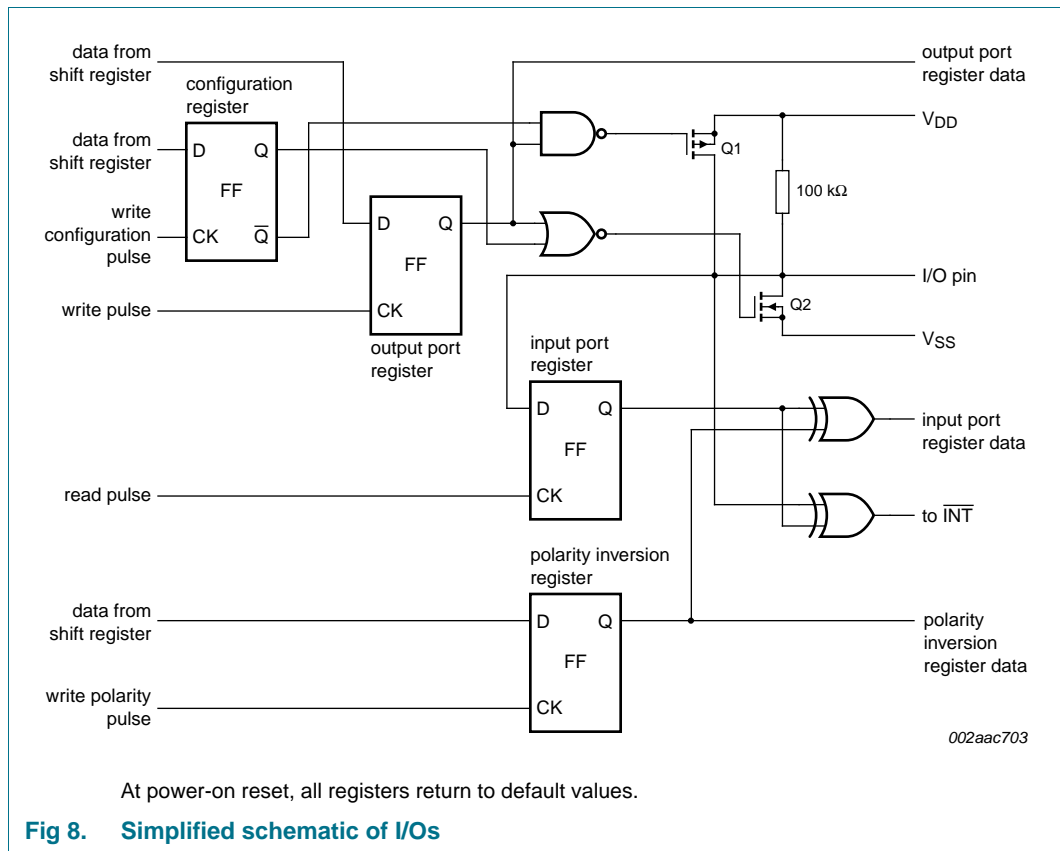 data from
shift register
configuration
register
data from
shift register
write
configuration
pulse
write pulse
D
Q
FF
CK
Q̅
D
Q
FF
CK
output port
register
output port
register data
VDD
Q1
100 kΩ
I/O pin
Q2
VSS
input port
register
D
Q
FF
CK
read pulse
input port
register data
to I̅N̅T̅
polarity inversion
register
data from
shift register
write polarity
pulse
D
Q
FF
CK
polarity
inversion
register data
002aac703
At power-on reset, all registers return to default values.
Fig 8. Simplified schematic of I/Os